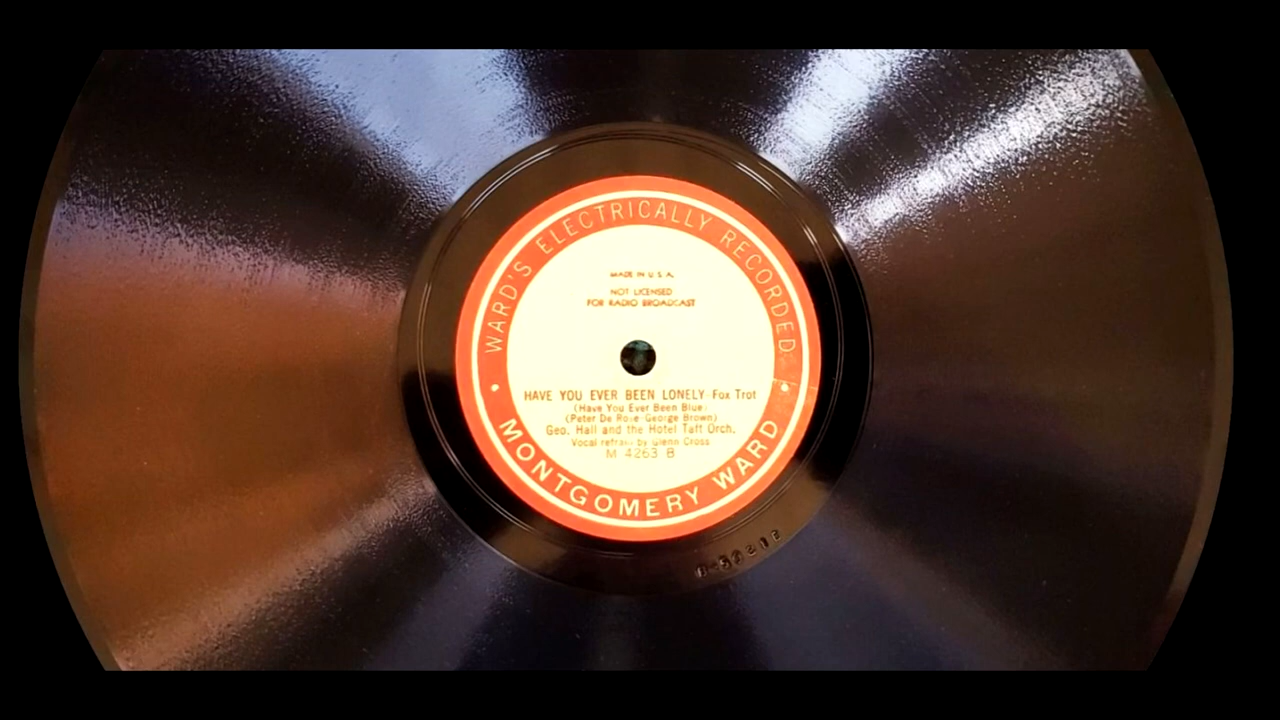 WARD'S ELECTRICALLY RECORDED
MADE IN U.S.A.
NOT LICENSED
FOR RADIO BROADCAST
HAVE YOU EVER BEEN LONELY-Fox Trot
(Have You Ever Been Blue)
(Peter De Rose-George Brown)
Geo. Hall and the Hotel Taft Orch.
Vocal refrain by Glenn Cross
M 4263 B
MONTGOMERY WARD